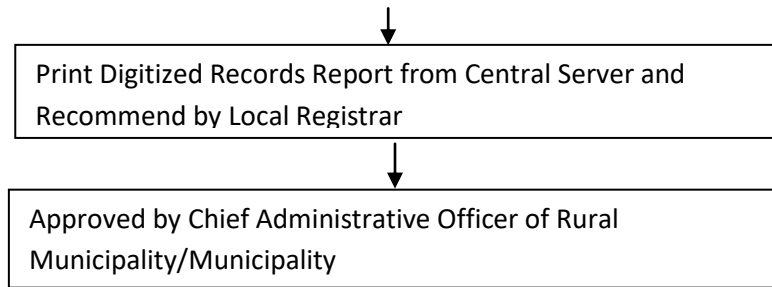 Print Digitized Records Report from Central Server and
Recommend by Local Registrar
Approved by Chief Administrative Officer of Rural
Municipality/Municipality